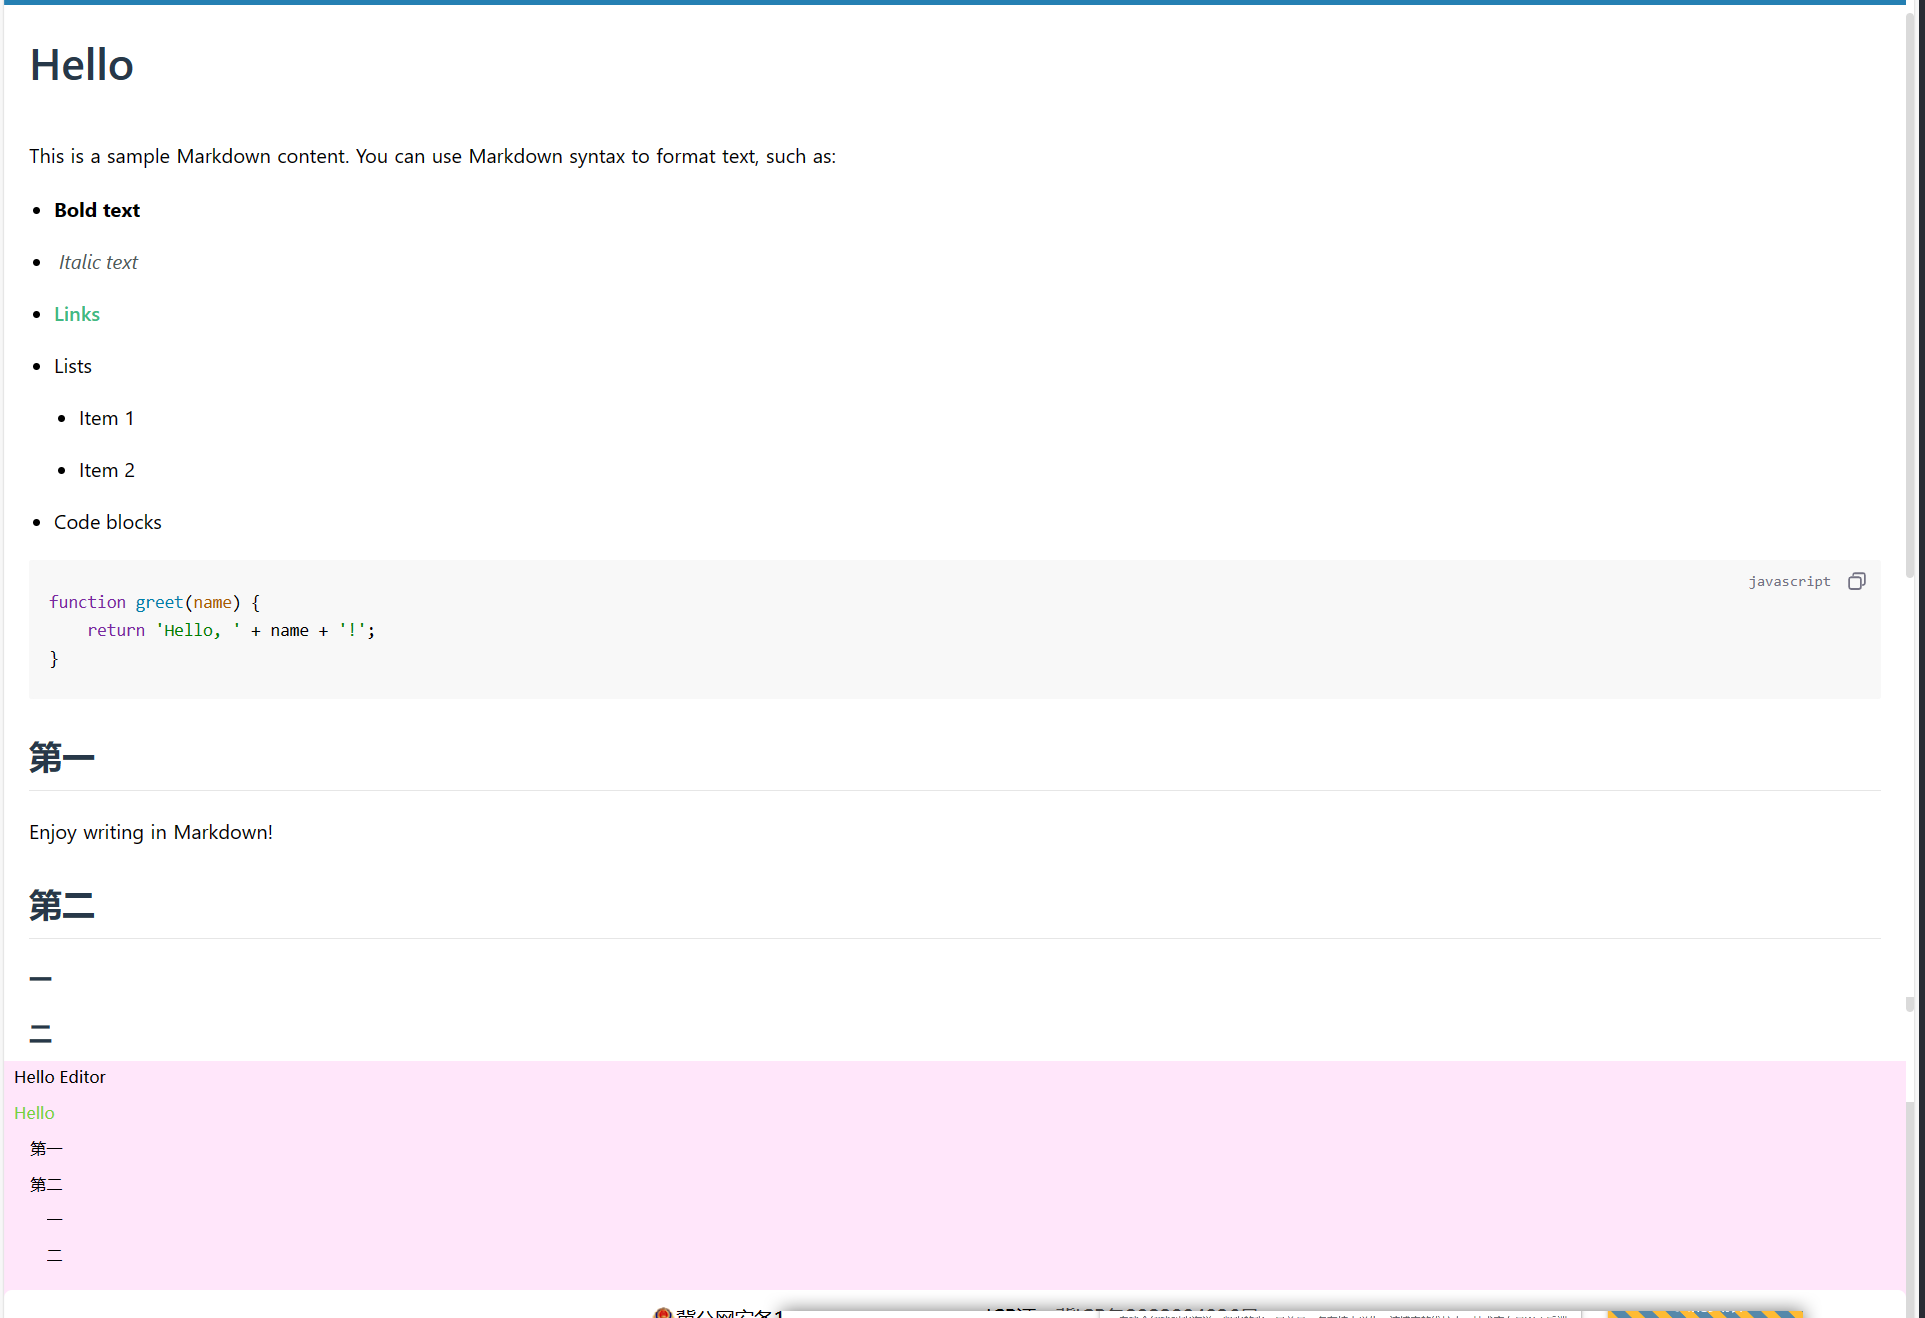 Hello
This is a sample Markdown content. You can use Markdown syntax to format text, such as:
Bold text
Italic text
Links
Lists
Item 1
Item 2
Code blocks
javascript
function greet(name) {
    return 'Hello, ' + name + '!';
}
第一
Enjoy writing in Markdown!
第二
一
二
Hello Editor
Hello
第一
第二
一
二